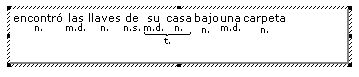 encontró las llaves de su casa bajo una carpeta
n. m.d. n. n.s. m.d. n. n. m.d. n.
t.